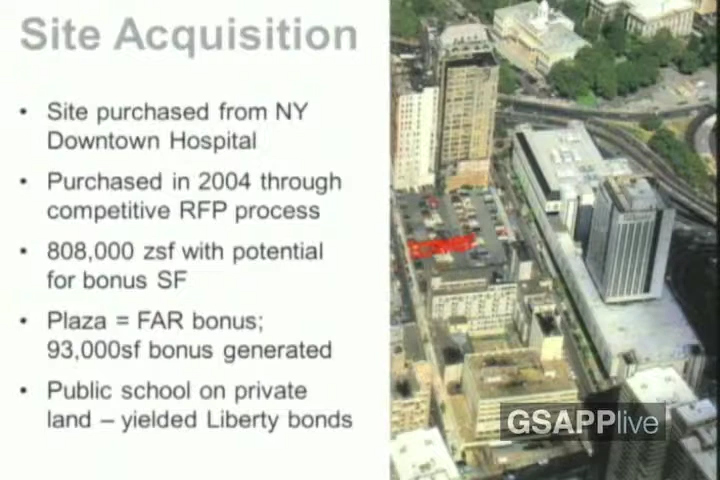 Site Acquisition
• Site purchased from NY
Downtown Hospital
• Purchased in 2004 through
competitive RFP process
• 808,000 zsf with potential
for bonus SF
• Plaza = FAR bonus;
93,000sf bonus generated
• Public school on private
land – yielded Liberty bonds
GSAPPlive